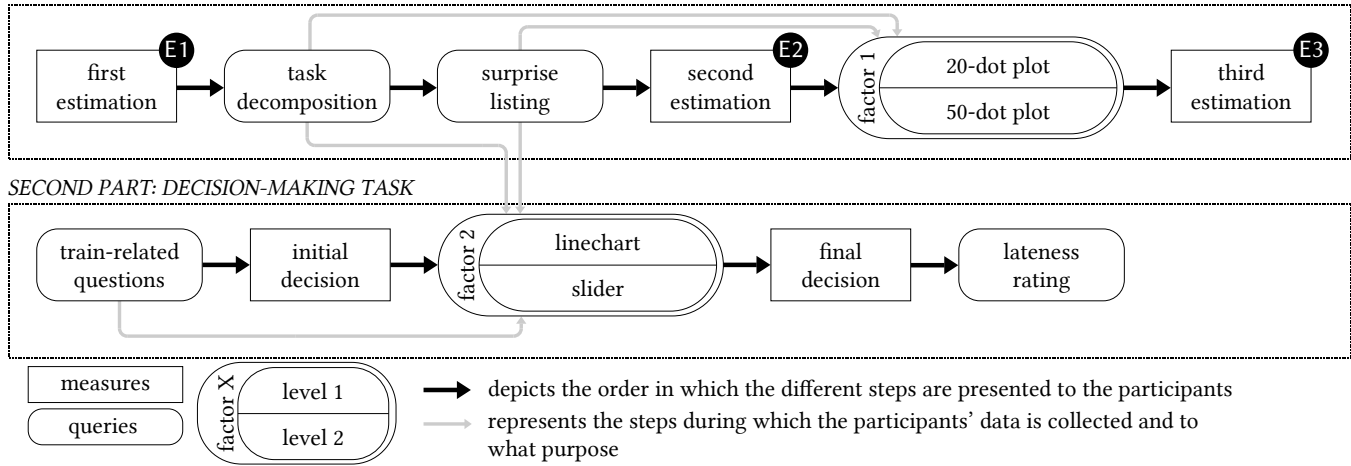 E1
first
estimation
task
decomposition
surprise
listing
E2
second
estimation
factor 1
20-dot plot
50-dot plot
E3
third
estimation
SECOND PART: DECISION-MAKING TASK
train-related
questions
initial
decision
factor 2
linechart
slider
final
decision
lateness
rating
measures
queries
factor X
level 1
level 2
depicts the order in which the different steps are presented to the participants
represents the steps during which the participants’ data is collected and to
what purpose